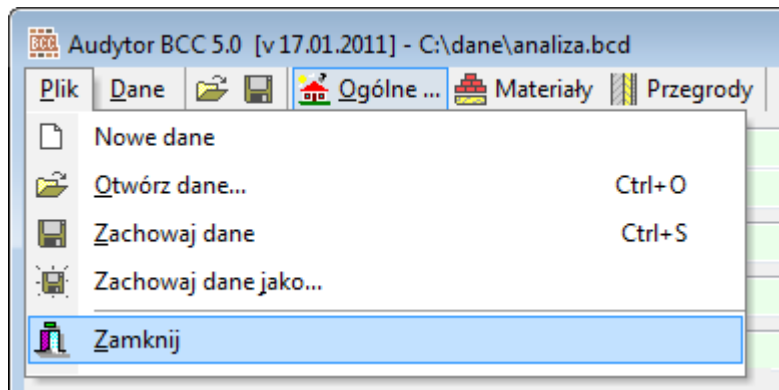 BCC Audytor BCC 5.0 [v 17.01.2011] - C:\dane\analiza.bcd
Plik Dane Ogólne ... Materiały Przegrody
Nowe dane
Otwórz dane... Ctrl+O
Zachowaj dane Ctrl+S
Zachowaj dane jako...
Zamknij